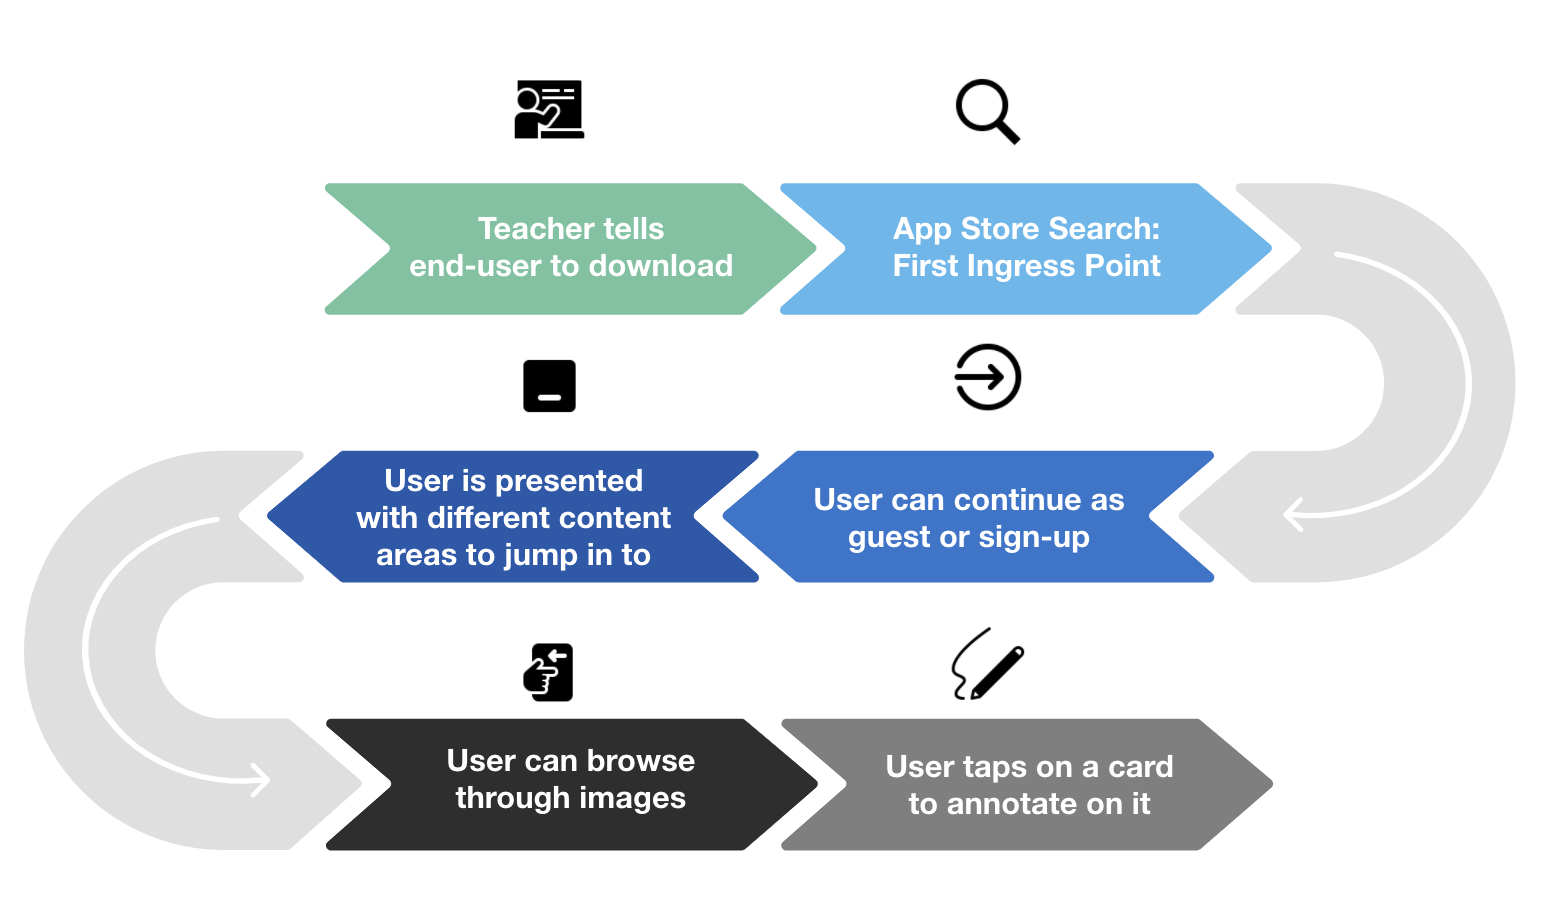 Teacher tells
end-user to download
App Store Search:
First Ingress Point
User can continue as
guest or sign-up
User is presented
with different content
areas to jump in to
User can browse
through images
User taps on a card
to annotate on it